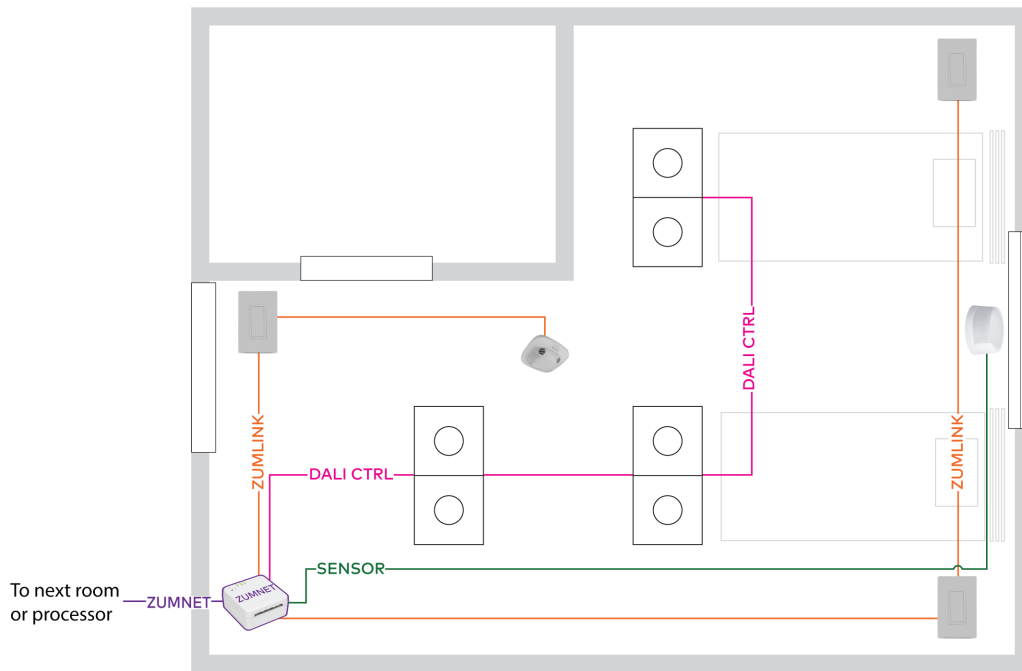 DALI CTRL
ZUMLINK
ZUMLINK
DALI CTRL
SENSOR
ZUMNET
To next room
or processor
ZUMNET